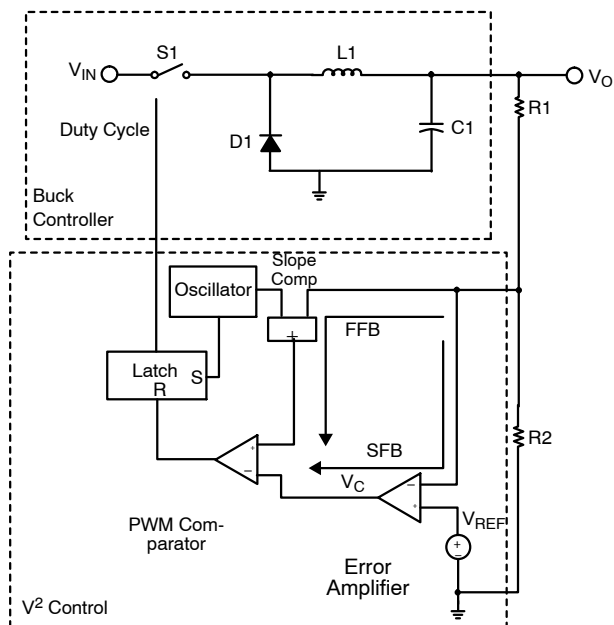 S1
L1
V_IN
V_O
R1
Duty Cycle
D1
C1
Buck
Controller
Slope
Comp
Oscillator
+
FFB
Latch
S
R
R2
+
−
SFB
V_C
−
+
V_REF
PWM Com-
parator
+
−
Error
Amplifier
V² Control